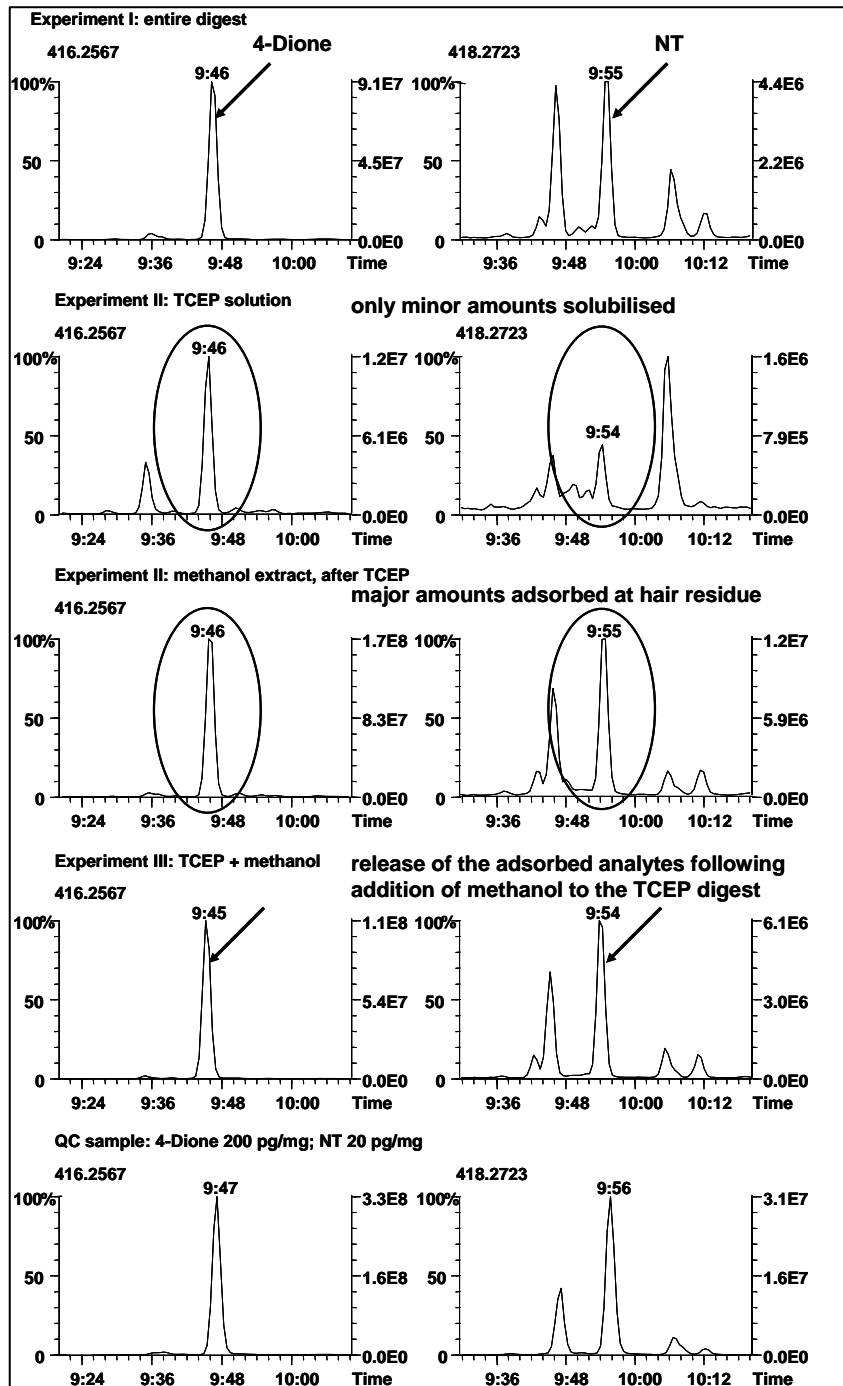 Experiment I: entire digest
4-Dione NT
416.2567 418.2723
100% 9:46 9.1E7 100% 9:55 4.4E6
50 4.5E7 50 2.2E6
0 0.0E0 0 0.0E0
9:24 9:36 9:48 10:00 Time 9:36 9:48 10:00 10:12 Time
Experiment II: TCEP solution only minor amounts solubilised
416.2567 418.2723
100% 9:46 1.2E7 100% 1.6E6
50 6.1E6 50 9:54 7.9E5
0 0.0E0 0 0.0E0
9:24 9:36 9:48 10:00 Time 9:36 9:48 10:00 10:12 Time
Experiment II: methanol extract, after TCEP major amounts adsorbed at hair residue
416.2567 418.2723
100% 9:46 1.7E8 100% 9:55 1.2E7
50 8.3E7 50 5.9E6
0 0.0E0 0 0.0E0
9:24 9:36 9:48 10:00 Time 9:36 9:48 10:00 10:12 Time
Experiment III: TCEP + methanol release of the adsorbed analytes following
416.2567 418.2723 addition of methanol to the TCEP digest
100% 9:45 1.1E8 100% 9:54 6.1E6
50 5.4E7 50 3.0E6
0 0.0E0 0 0.0E0
9:24 9:36 9:48 10:00 Time 9:36 9:48 10:00 10:12 Time
QC sample: 4-Dione 200 pg/mg; NT 20 pg/mg
416.2567 418.2723
100% 9:47 3.3E8 100% 9:56 3.1E7
50 1.6E8 50 1.6E7
0 0.0E0 0 0.0E0
9:24 9:36 9:48 10:00 Time 9:36 9:48 10:00 10:12 Time